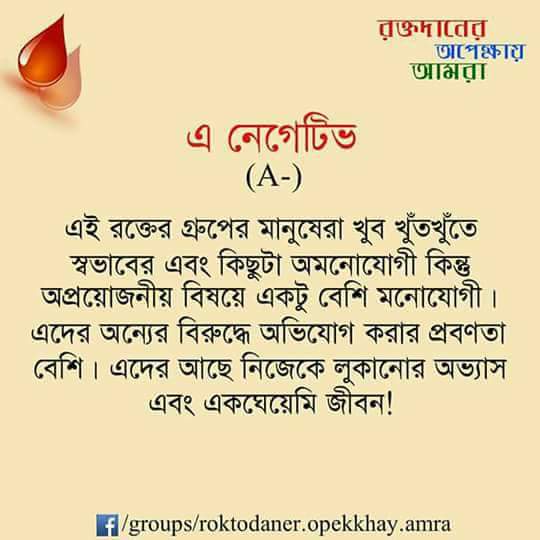 রক্তদানের
অপেক্ষায়
আমরা
এ নেগেটিভ
(A-)
এই রক্তের গ্রুপের মানুষেরা খুব খুঁতখুঁতে
স্বভাবের এবং কিছুটা অমনোযোগী কিন্তু
অপ্রয়োজনীয় বিষয়ে একটু বেশি মনোযোগী।
এদের অন্যের বিরুদ্ধে অভিযোগ করার প্রবণতা
বেশি। এদের আছে নিজেকে লুকানোর অভ্যাস
এবং একঘেয়েমি জীবন!
f/groups/roktodaner.opekkhay.amra